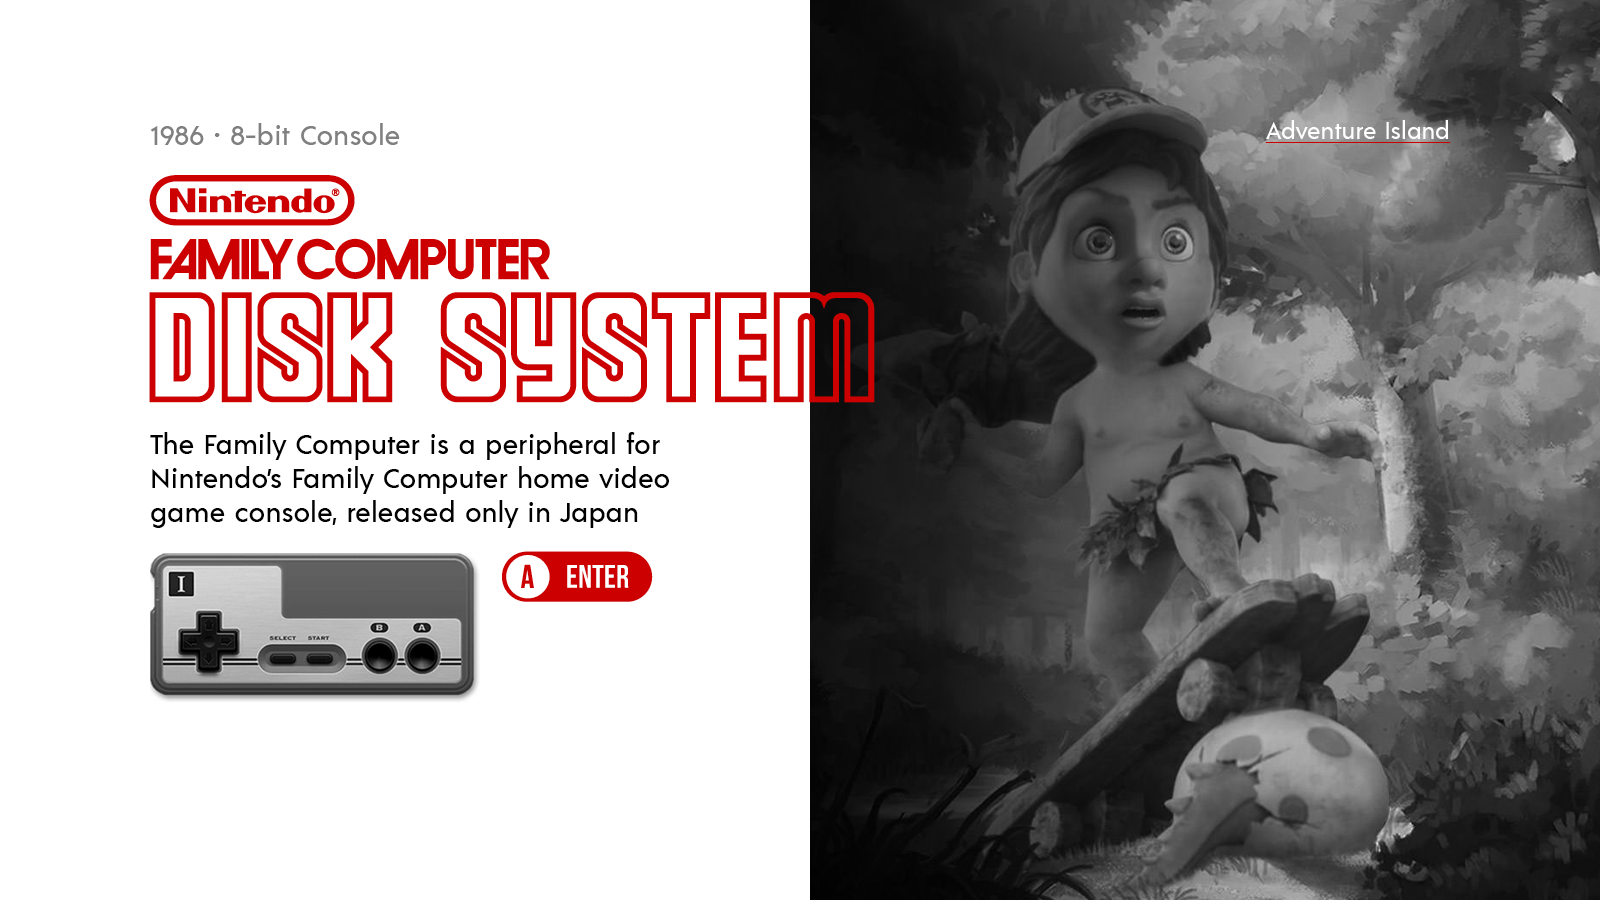 1986 · 8-bit Console
Nintendo®
FAMILY COMPUTER
DISK SYSTEM
The Family Computer is a peripheral for
Nintendo’s Family Computer home video
game console, released only in Japan
I
SELECT START B A
A ENTER
Adventure Island